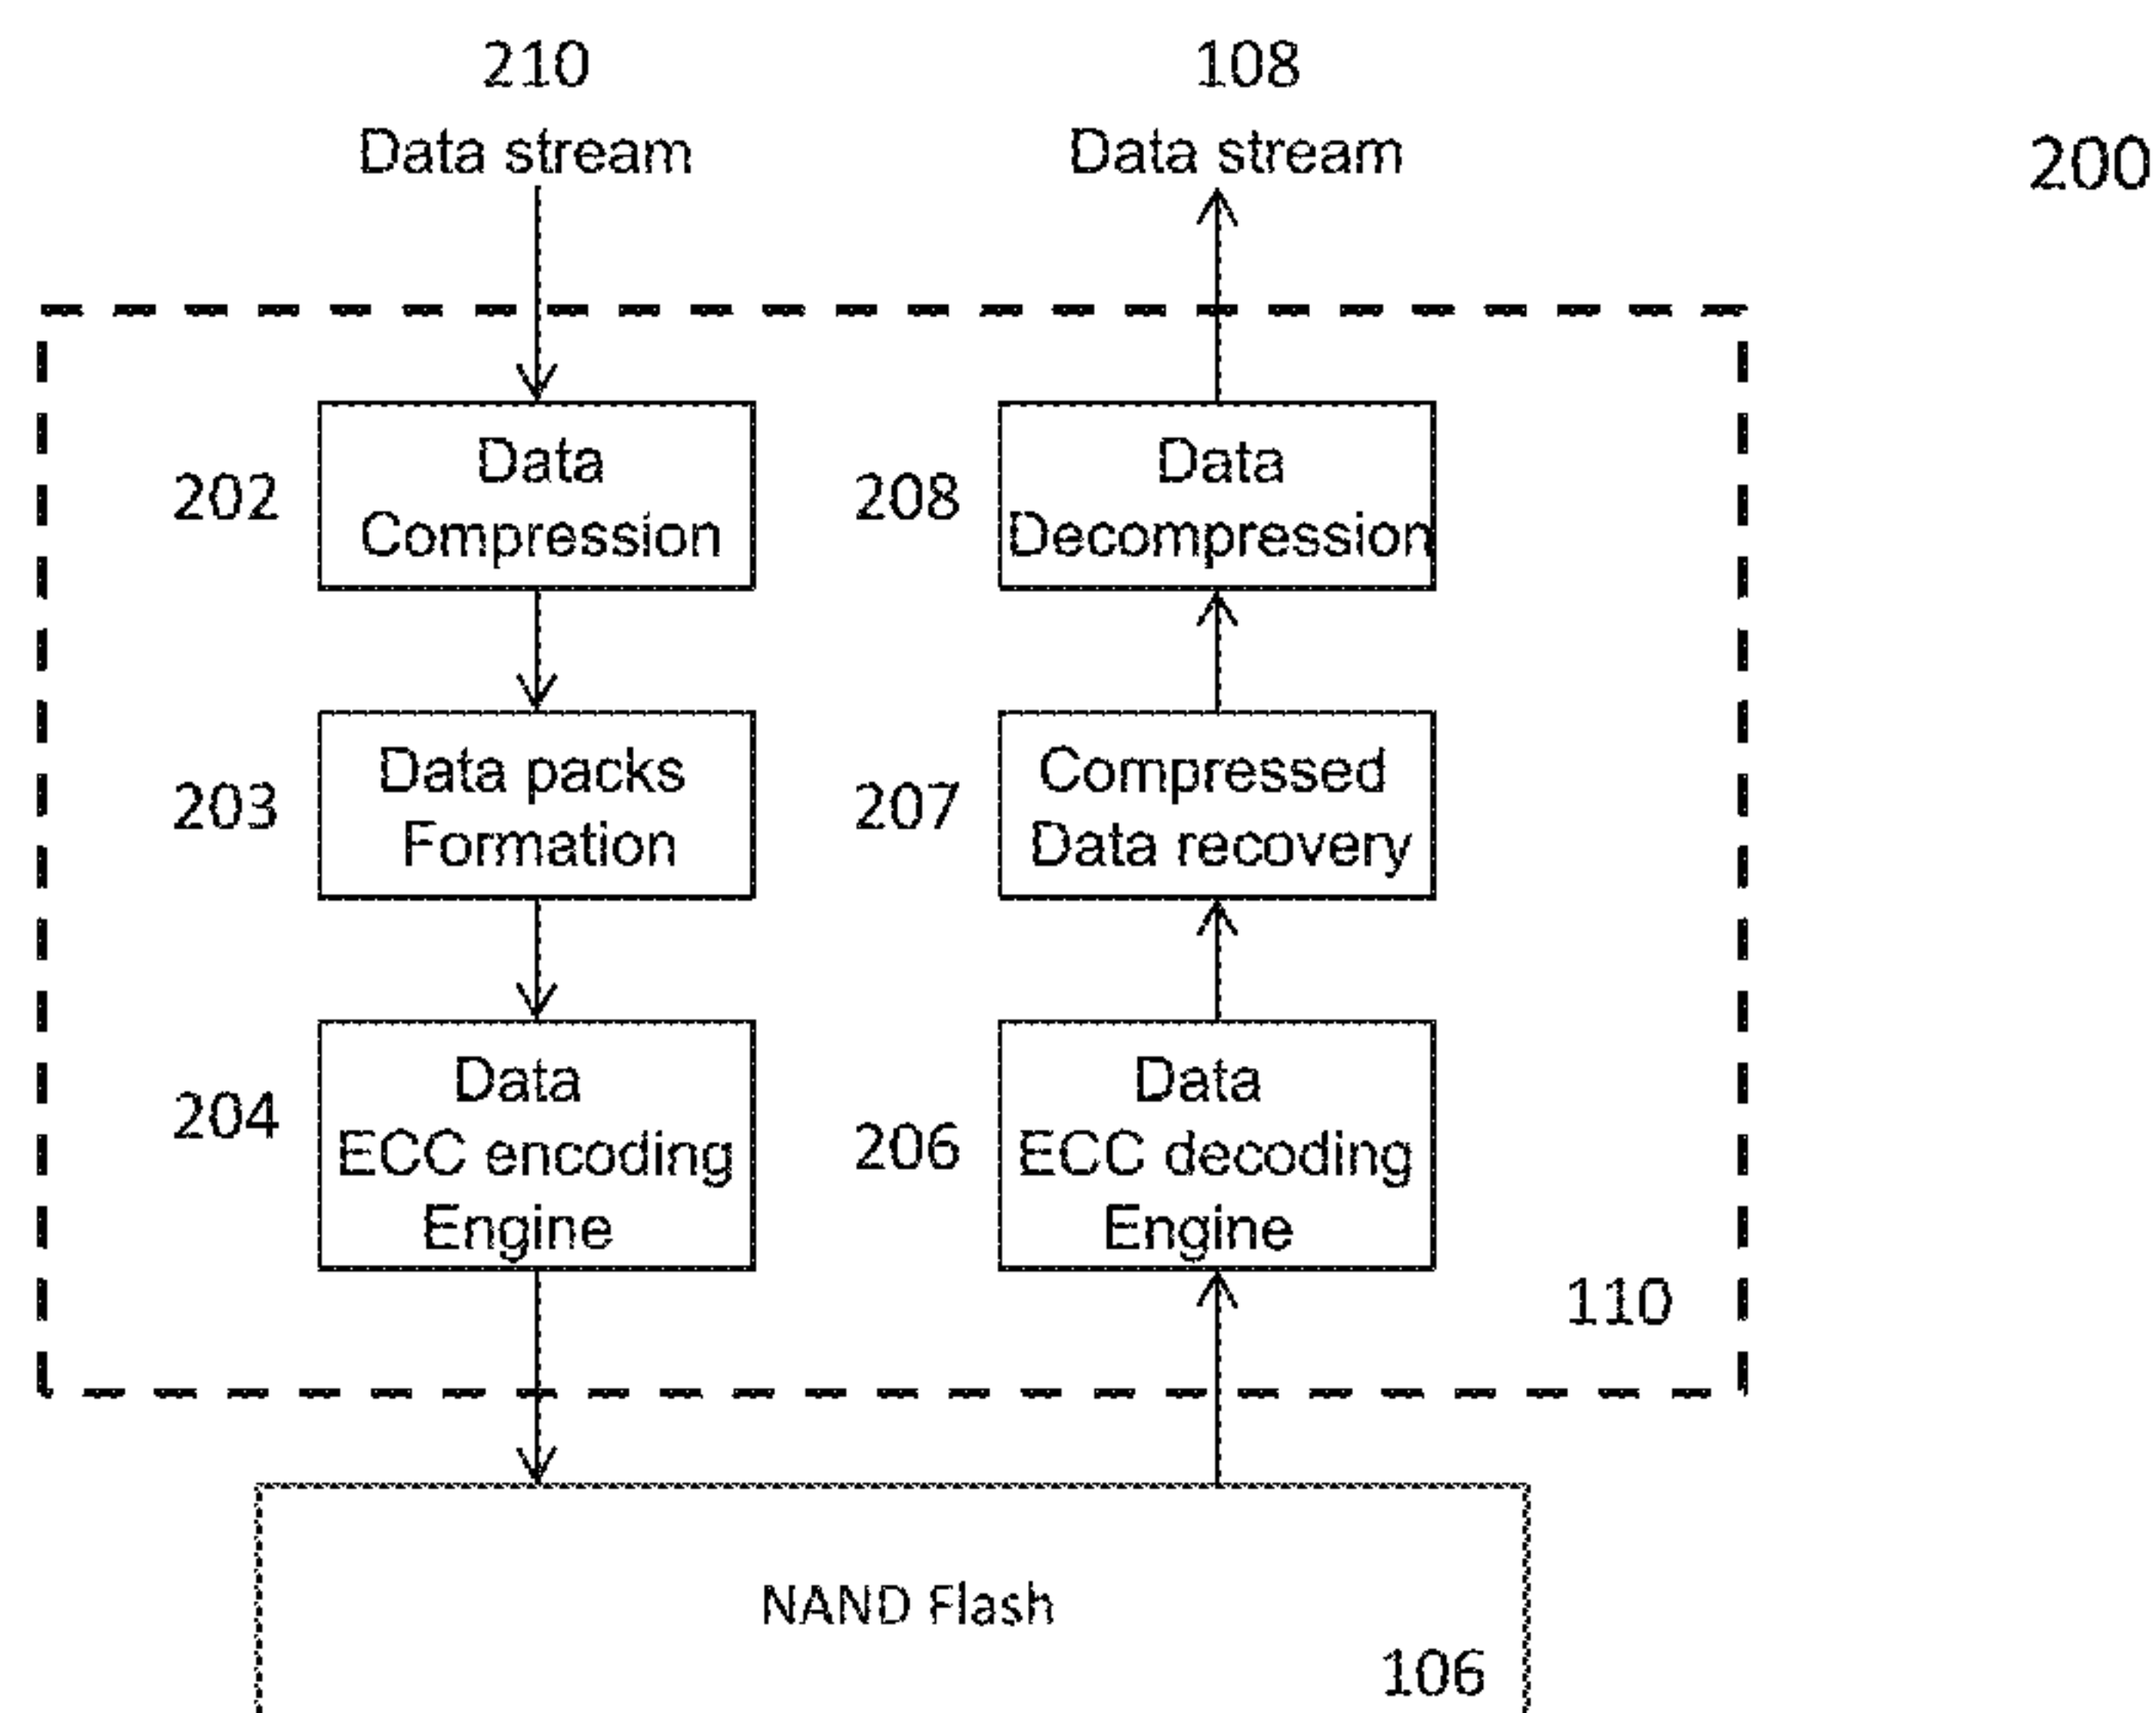 210
108
Data stream
Data stream
200
Data
Compression
202
Data
Decompression
208
Data packs
Formation
203
Compressed
Data recovery
207
Data
ECC encoding
Engine
204
Data
ECC decoding
Engine
206
110
NAND Flash
106